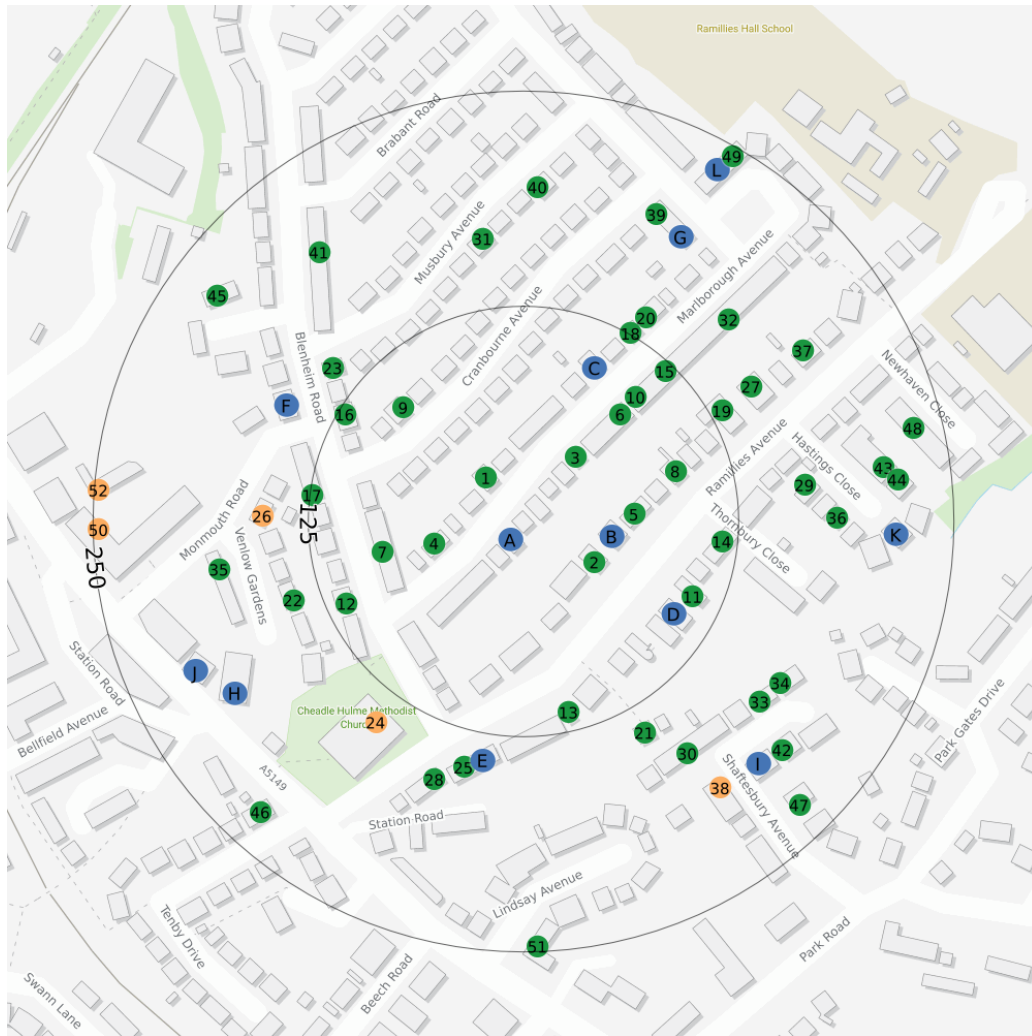 Ramillies Hall School
Brabant Road
49
L
40
39
Musbury Avenue
31
G
41
Marlborough Avenue
45
Cranbourne Avenue
20
32
18
Blenheim Road
23
C
15
37
Newhaven Close
27
F
9
16
10
6
19
48
Ramillies Avenue
Hastings Close
3
8
43
44
1
29
52
17
Monmouth Road
26
5
36
50
125
Thornbury Close
B
K
A
4
14
7
250
2
35
Venlow Gardens
22
12
11
D
Station Road
J
H
34
33
Bellfield Avenue
Cheadle Hulme Methodist
Church
24
13
21
Park Gates Drive
A5149
25
E
30
42
I
28
Shaftesbury Avenue
38
46
47
Station Road
Lindsay Avenue
Tenby Drive
51
Park Road
Beech Road
Swann Lane